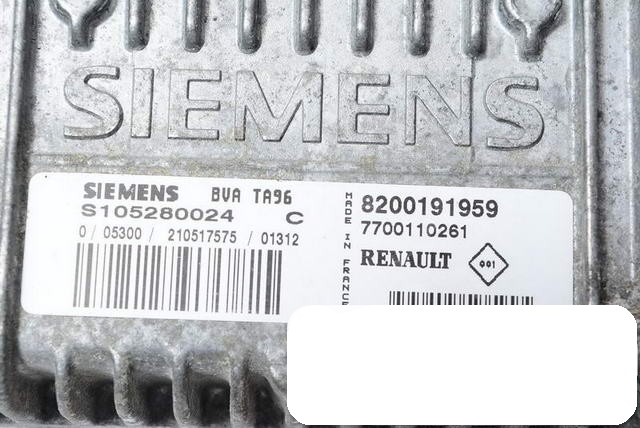 SIEMENS
SIEMENS BVA TA96
S105280024 C
0/ 05300 / 210517575 / 01312
MADE IN FRANCE
8200191959
7700110261
RENAULT 001